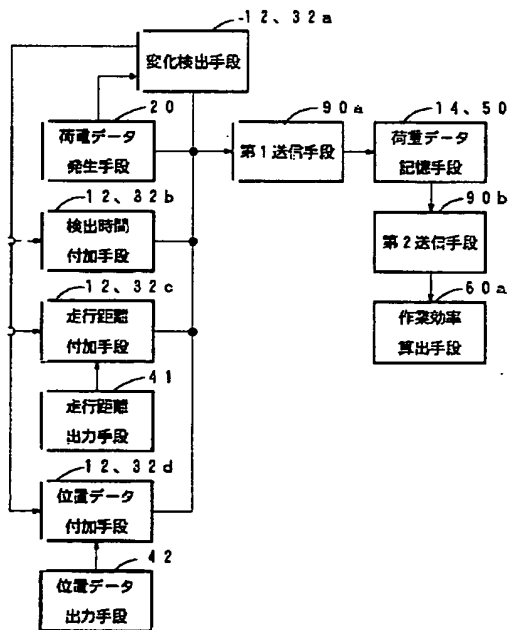 12、32a
変化検出手段
20
荷重データ
発生手段
90a
第1送信手段
14、50
荷重データ
記憶手段
12、32b
検出時間
付加手段
90b
第2送信手段
12、32c
走行距離
付加手段
60a
作業効率
算出手段
41
走行距離
出力手段
12、32d
位置データ
付加手段
42
位置データ
出力手段